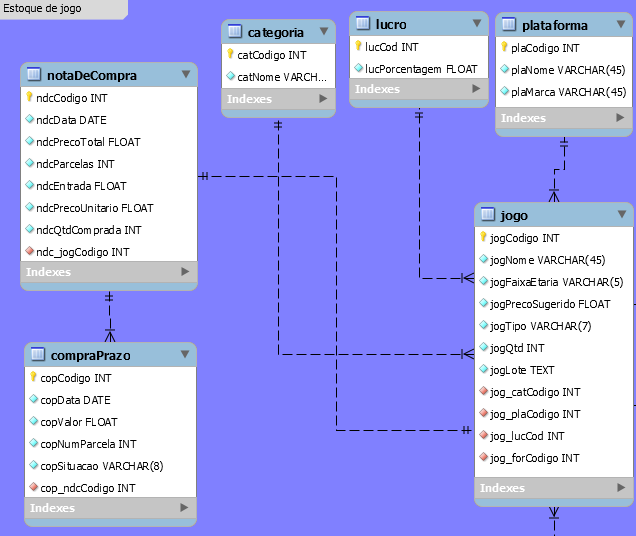 Estoque de jogo
categoria
catCodigo INT
catNome VARCH...
Indexes
lucro
lucCod INT
lucPorcentagem FLOAT
Indexes
plataforma
plaCodigo INT
plaNome VARCHAR(45)
plaMarca VARCHAR(45)
Indexes
notaDeCompra
ndcCodigo INT
ndcData DATE
ndcPrecoTotal FLOAT
ndcParcelas INT
ndcEntrada FLOAT
ndcPrecoUnitario FLOAT
ndcQtdComprada INT
ndc_jogCodigo INT
Indexes
jogo
jogCodigo INT
jogNome VARCHAR(45)
jogFaixaEtaria VARCHAR(5)
jogPrecoSugerido FLOAT
jogTipo VARCHAR(7)
jogQtd INT
jogLote TEXT
jog_catCodigo INT
jog_plaCodigo INT
jog_lucCod INT
jog_forCodigo INT
Indexes
compraPrazo
copCodigo INT
copData DATE
copValor FLOAT
copNumParcela INT
copSituacao VARCHAR(8)
cop_ndcCodigo INT
Indexes